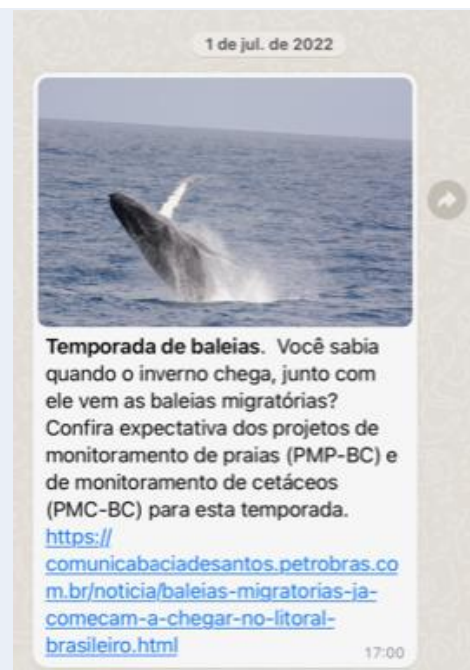 1 de jul. de 2022
Temporada de baleias. Você sabia
quando o inverno chega, junto com
ele vem as baleias migratórias?
Confira expectativa dos projetos de
monitoramento de praias (PMP-BC) e
de monitoramento de cetáceos
(PMC-BC) para esta temporada.
https://
comunicabaciadesantos.petrobras.co
m.br/noticia/baleias-migratorias-ja-
comecam-a-chegar-no-litoral-
brasileiro.html
17:00